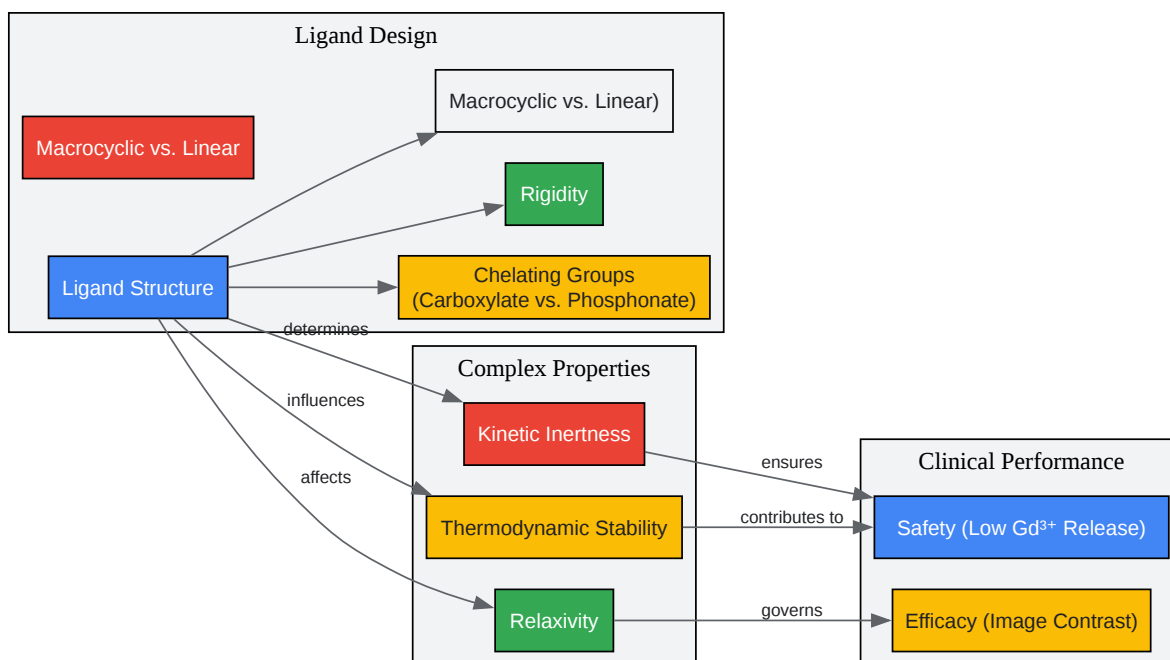 Ligand Design
Macrocyclic vs. Linear)
Macrocyclic vs. Linear
Rigidity
Ligand Structure
Chelating Groups
(Carboxylate vs. Phosphonate)
determines
influences
affects
Complex Properties
Kinetic Inertness
Thermodynamic Stability
Relaxivity
ensures
contributes to
governs
Clinical Performance
Safety (Low Gd³⁺ Release)
Efficacy (Image Contrast)